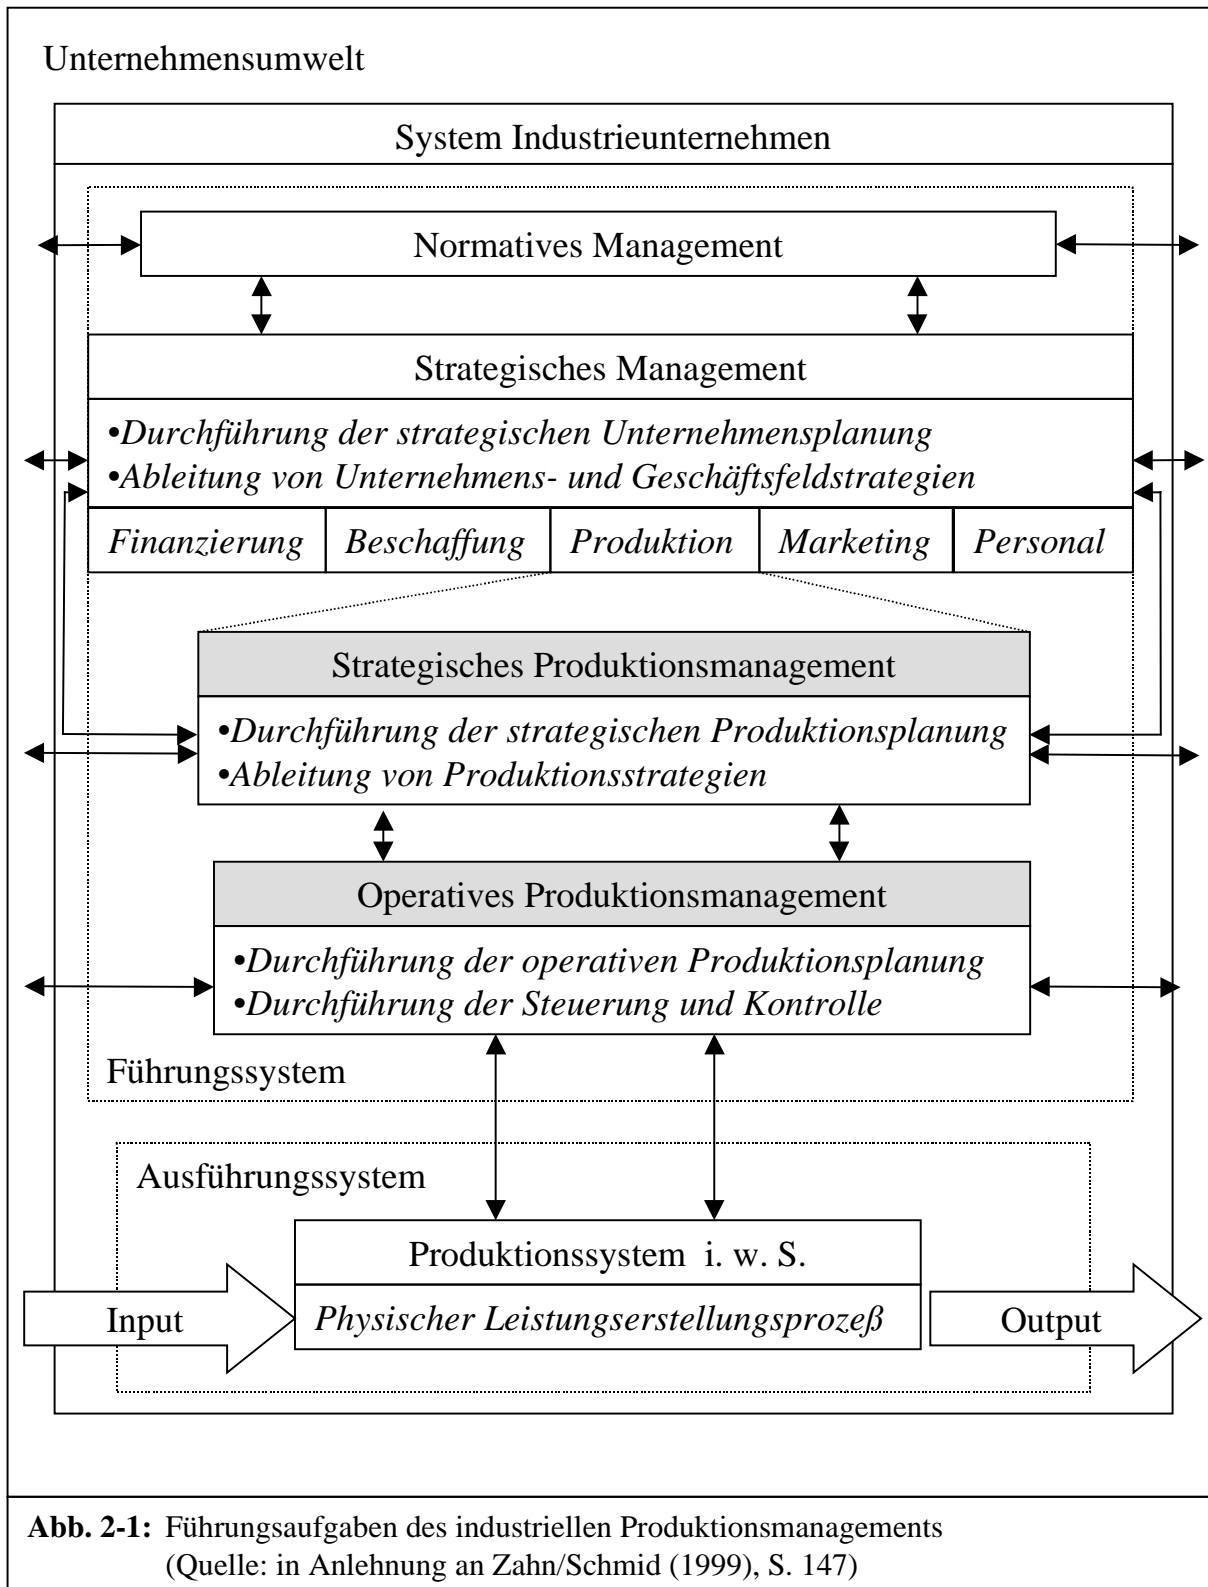 Unternehmensumwelt
System Industrieunternehmen
Normatives Management
Strategisches Management
•Durchführung der strategischen Unternehmensplanung
•Ableitung von Unternehmens- und Geschäftsfeldstrategien
Finanzierung Beschaffung Produktion Marketing Personal
Strategisches Produktionsmanagement
•Durchführung der strategischen Produktionsplanung
•Ableitung von Produktionsstrategien
Operatives Produktionsmanagement
•Durchführung der operativen Produktionsplanung
•Durchführung der Steuerung und Kontrolle
Führungssystem
Ausführungssystem
Produktionssystem i. w. S.
Input
Physischer Leistungserstellungsprozeß
Output
Abb. 2-1: Führungsaufgaben des industriellen Produktionsmanagements
(Quelle: in Anlehnung an Zahn/Schmid (1999), S. 147)